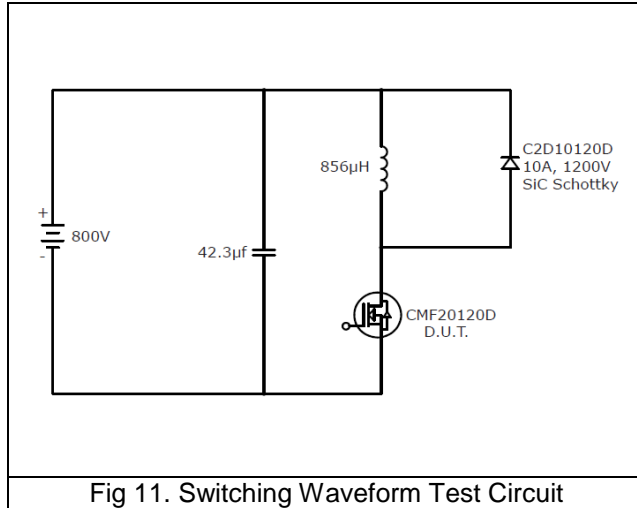 C2D10120D
10A, 1200V
SiC Schottky
856μH
+
800V
-
42.3μf
CMF20120D
D.U.T.
Fig 11. Switching Waveform Test Circuit